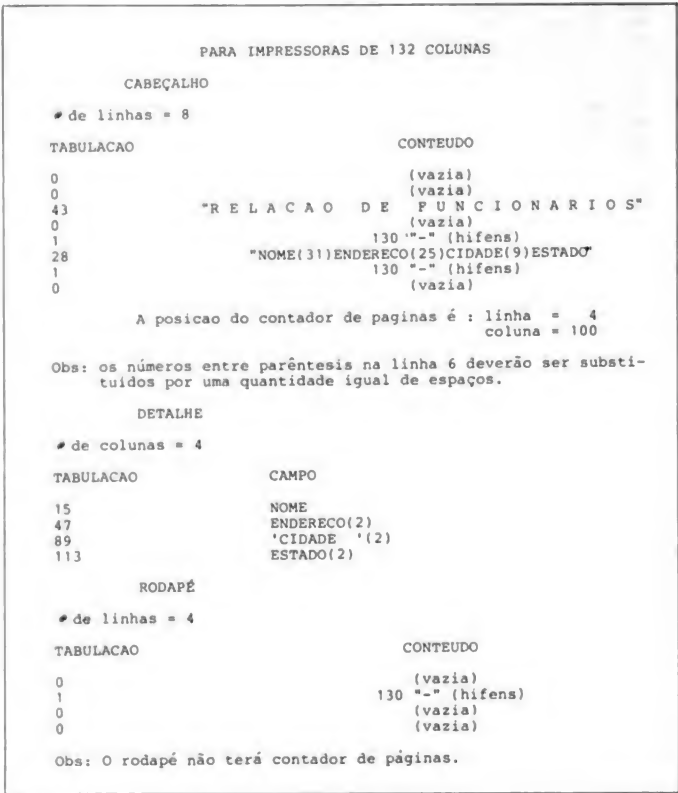 PARA IMPRESSORAS DE 132 COLUNAS
CABEÇALHO
# de linhas = 8
TABULACAO CONTEUDO
0 (vazia)
0 (vazia)
43 "R E L A C A O D E F U N C I O N A R I O S"
0 (vazia)
1 130 "-" (hifens)
28 "NOME(31)ENDERECO(25)CIDADE(9)ESTADO"
1 130 "-" (hifens)
0 (vazia)
A posicao do contador de paginas é : linha = 4
coluna = 100
Obs: os números entre parêntesis na linha 6 deverão ser substi-
tuidos por uma quantidade igual de espaços.
DETALHE
# de colunas = 4
TABULACAO CAMPO
15 NOME
47 ENDERECO(2)
89 'CIDADE '(2)
113 ESTADO(2)
RODAPÉ
# de linhas = 4
TABULACAO CONTEUDO
0 (vazia)
1 130 "-" (hifens)
0 (vazia)
0 (vazia)
Obs: O rodapé não terá contador de páginas.